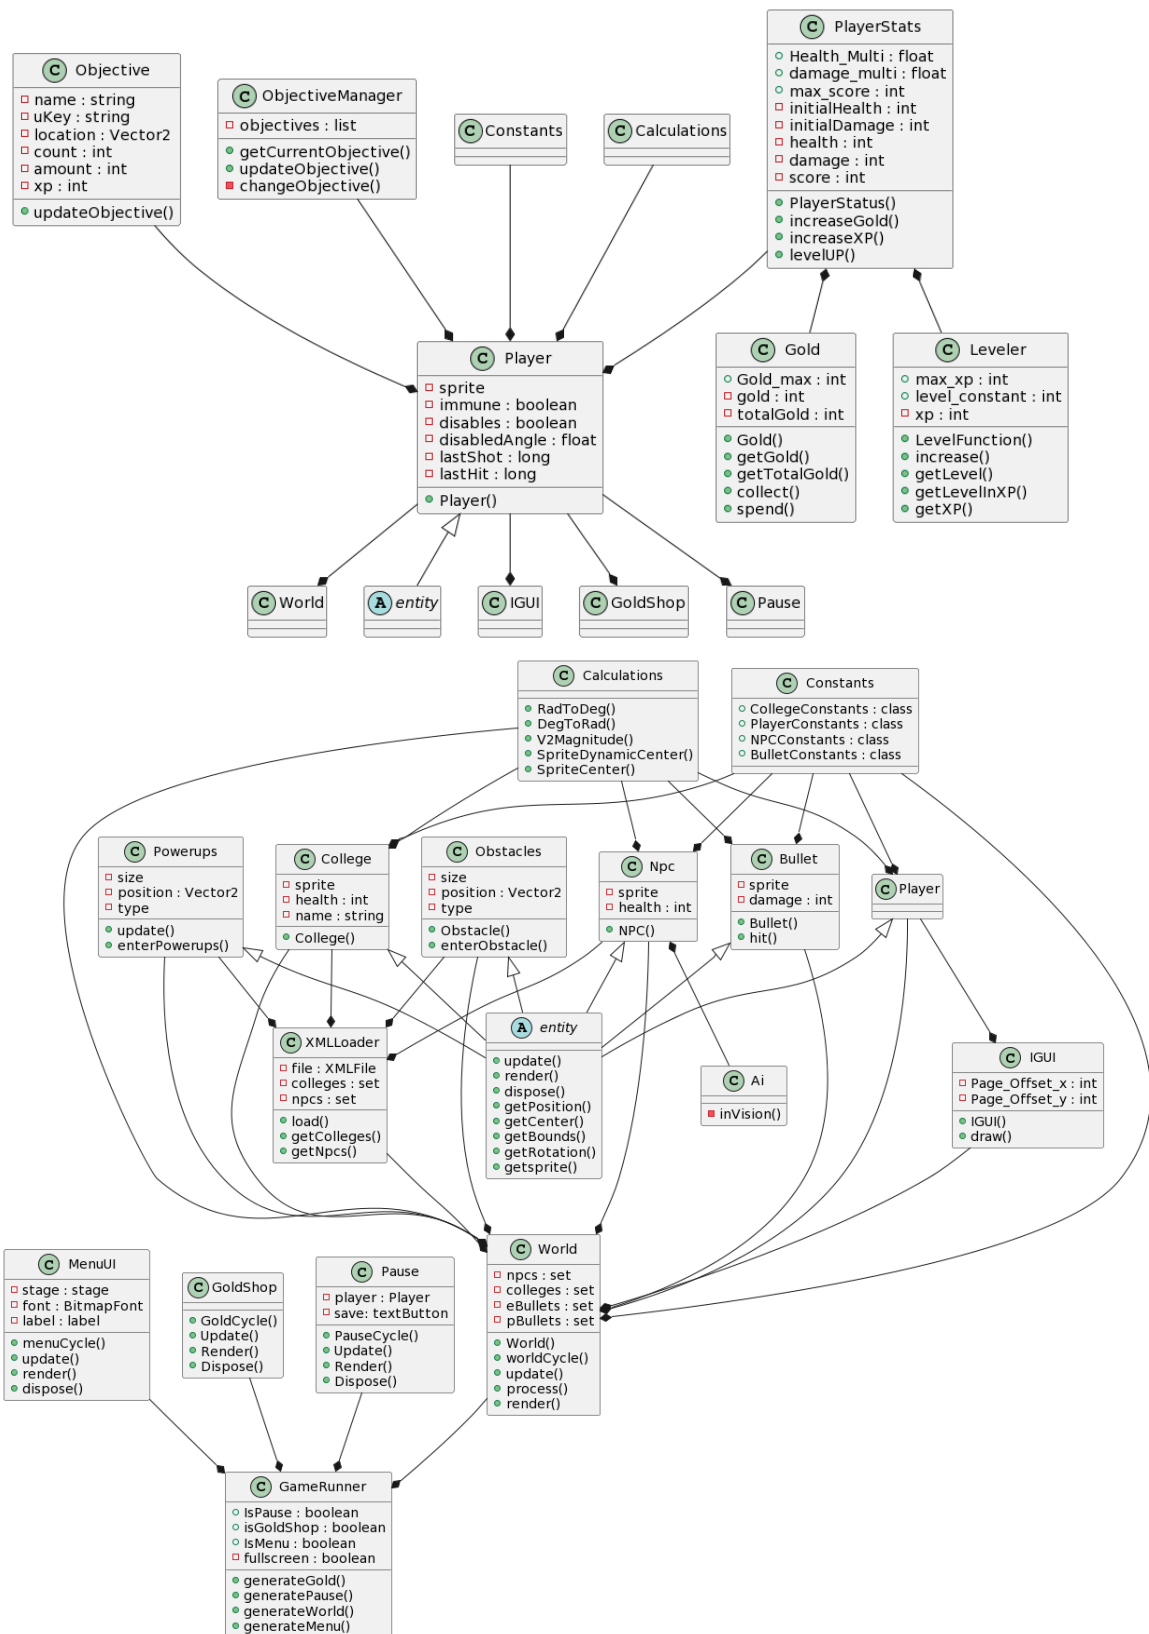 C Objective
name : string
uKey : string
location : Vector2
count : int
amount : int
xp : int
updateObjective()
C ObjectiveManager
objectives : list
getCurrentObjective()
updateObjective()
changeObjective()
C Constants
C Calculations
C PlayerStats
Health_Multi : float
damage_multi : float
max_score : int
initialHealth : int
initialDamage : int
health : int
damage : int
score : int
PlayerStatus()
increaseGold()
increaseXP()
levelUP()
C Player
sprite
immune : boolean
disables : boolean
disabledAngle : float
lastShot : long
lastHit : long
Player()
C Gold
Gold_max : int
gold : int
totalGold : int
Gold()
getGold()
getTotalGold()
collect()
spend()
C Leveler
max_xp : int
level_constant : int
xp : int
LevelFunction()
increase()
getLevel()
getLevelInXP()
getXP()
C World
A entity
C IGUI
C GoldShop
C Pause
C Calculations
RadToDeg()
DegToRad()
V2Magnitude()
SpriteDynamicCenter()
SpriteCenter()
C Constants
CollegeConstants : class
PlayerConstants : class
NPCConstants : class
BulletConstants : class
C Powerups
size
position : Vector2
type
update()
enterPowerups()
C College
sprite
health : int
name : string
College()
C Obstacles
size
position : Vector2
type
Obstacle()
enterObstacle()
C Npc
sprite
health : int
NPC()
C Bullet
sprite
damage : int
Bullet()
hit()
C Player
C XMLLoader
file : XMLFile
colleges : set
npcs : set
load()
getColleges()
getNpcs()
A entity
update()
render()
dispose()
getPosition()
getCenter()
getBounds()
getRotation()
getsprite()
C Ai
inVision()
C IGUI
Page_Offset_x : int
Page_Offset_y : int
IGUI()
draw()
C MenuUI
stage : stage
font : BitmapFont
label : label
menuCycle()
update()
render()
dispose()
C GoldShop
GoldCycle()
Update()
Render()
Dispose()
C Pause
player : Player
save: textButton
PauseCycle()
Update()
Render()
Dispose()
C World
npcs : set
colleges : set
eBullets : set
pBullets : set
World()
worldCycle()
update()
process()
render()
C GameRunner
IsPause : boolean
isGoldShop : boolean
IsMenu : boolean
fullscreen : boolean
generateGold()
generatePause()
generateWorld()
generateMenu()